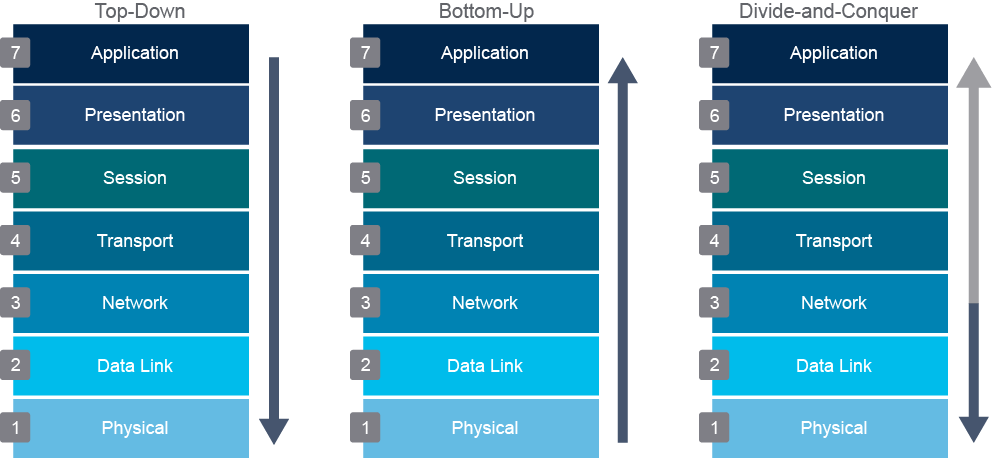 Top-Down
7 Application
6 Presentation
5 Session
4 Transport
3 Network
2 Data Link
1 Physical
Bottom-Up
7 Application
6 Presentation
5 Session
4 Transport
3 Network
2 Data Link
1 Physical
Divide-and-Conquer
7 Application
6 Presentation
5 Session
4 Transport
3 Network
2 Data Link
1 Physical